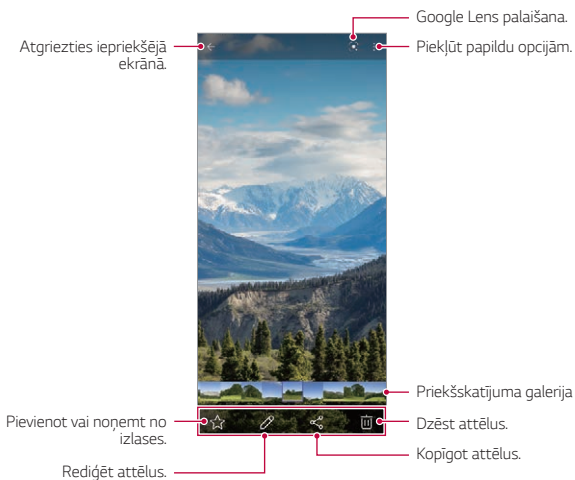 Google Lens palaišana.
Atgriezties iepriekšējā
ekrānā.
Piekļūt papildu opcijām.
Priekšskatījuma galerija
Pievienot vai noņemt no
izlases.
Dzēst attēlus.
Kopīgot attēlus.
Rediģēt attēlus.